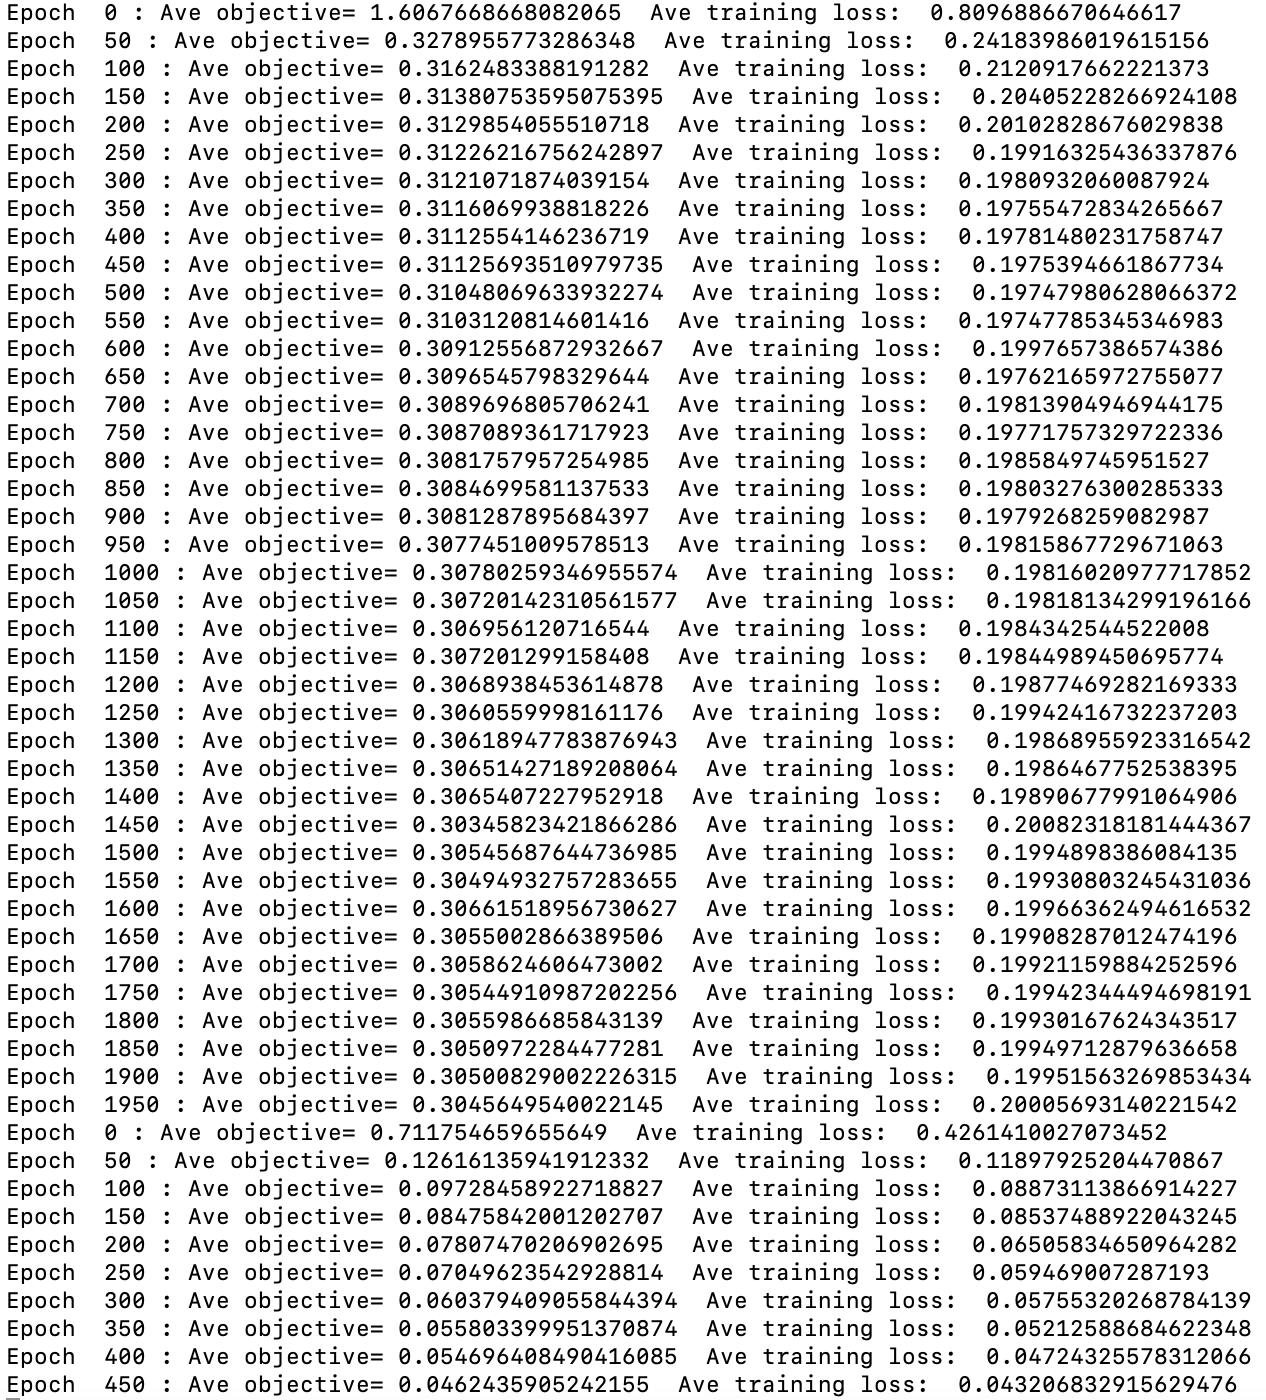 Epoch  0 : Ave objective= 1.6067668668082065  Ave training loss:  0.8096886670646617
Epoch  50 : Ave objective= 0.3278955773286348  Ave training loss:  0.24183986019615156
Epoch  100 : Ave objective= 0.3162483388191282  Ave training loss:  0.2120917662221373
Epoch  150 : Ave objective= 0.31380753595075395  Ave training loss:  0.20405228266924108
Epoch  200 : Ave objective= 0.3129854055510718  Ave training loss:  0.20102828676029838
Epoch  250 : Ave objective= 0.31226216756242897  Ave training loss:  0.19916325436337876
Epoch  300 : Ave objective= 0.3121071874039154  Ave training loss:  0.1980932060087924
Epoch  350 : Ave objective= 0.3116069938818226  Ave training loss:  0.19755472834265667
Epoch  400 : Ave objective= 0.3112554146236719  Ave training loss:  0.19781480231758747
Epoch  450 : Ave objective= 0.31125693510979735  Ave training loss:  0.1975394661867734
Epoch  500 : Ave objective= 0.31048069633932274  Ave training loss:  0.19747980628066372
Epoch  550 : Ave objective= 0.3103120814601416  Ave training loss:  0.19747785345346983
Epoch  600 : Ave objective= 0.30912556872932667  Ave training loss:  0.1997657386574386
Epoch  650 : Ave objective= 0.3096545798329644  Ave training loss:  0.19762165972755077
Epoch  700 : Ave objective= 0.3089696805706241  Ave training loss:  0.19813904946944175
Epoch  750 : Ave objective= 0.3087089361717923  Ave training loss:  0.19771757329722336
Epoch  800 : Ave objective= 0.3081757957254985  Ave training loss:  0.1985849745951527
Epoch  850 : Ave objective= 0.3084699581137533  Ave training loss:  0.19803276300285333
Epoch  900 : Ave objective= 0.3081287895684397  Ave training loss:  0.1979268259082987
Epoch  950 : Ave objective= 0.3077451009578513  Ave training loss:  0.19815867729671063
Epoch  1000 : Ave objective= 0.30780259346955574  Ave training loss:  0.19816020977717852
Epoch  1050 : Ave objective= 0.30720142310561577  Ave training loss:  0.19818134299196166
Epoch  1100 : Ave objective= 0.306956120716544  Ave training loss:  0.1984342544522008
Epoch  1150 : Ave objective= 0.307201299158408  Ave training loss:  0.19844989450695774
Epoch  1200 : Ave objective= 0.3068938453614878  Ave training loss:  0.19877469282169333
Epoch  1250 : Ave objective= 0.3060559998161176  Ave training loss:  0.19942416732237203
Epoch  1300 : Ave objective= 0.30618947783876943  Ave training loss:  0.19868955923316542
Epoch  1350 : Ave objective= 0.30651427189208064  Ave training loss:  0.1986467752538395
Epoch  1400 : Ave objective= 0.3065407227952918  Ave training loss:  0.19890677991064906
Epoch  1450 : Ave objective= 0.30345823421866286  Ave training loss:  0.20082318181444367
Epoch  1500 : Ave objective= 0.30545687644736985  Ave training loss:  0.1994898386084135
Epoch  1550 : Ave objective= 0.30494932757283655  Ave training loss:  0.19930803245431036
Epoch  1600 : Ave objective= 0.30661518956730627  Ave training loss:  0.19966362494616532
Epoch  1650 : Ave objective= 0.3055002866389506  Ave training loss:  0.19908287012474196
Epoch  1700 : Ave objective= 0.3058624606473002  Ave training loss:  0.19921159884252596
Epoch  1750 : Ave objective= 0.30544910987202256  Ave training loss:  0.19942344494698191
Epoch  1800 : Ave objective= 0.3055986685843139  Ave training loss:  0.19930167624343517
Epoch  1850 : Ave objective= 0.3050972284477281  Ave training loss:  0.19949712879636658
Epoch  1900 : Ave objective= 0.30500829002226315  Ave training loss:  0.19951563269853434
Epoch  1950 : Ave objective= 0.3045649540022145  Ave training loss:  0.20005693140221542
Epoch  0 : Ave objective= 0.711754659655649  Ave training loss:  0.4261410027073452
Epoch  50 : Ave objective= 0.12616135941912332  Ave training loss:  0.11897925204470867
Epoch  100 : Ave objective= 0.09728458922718827  Ave training loss:  0.08873113866914227
Epoch  150 : Ave objective= 0.08475842001202707  Ave training loss:  0.08537488922043245
Epoch  200 : Ave objective= 0.07807470206902695  Ave training loss:  0.06505834650964282
Epoch  250 : Ave objective= 0.07049623542928814  Ave training loss:  0.059469007287193
Epoch  300 : Ave objective= 0.060379409055844394  Ave training loss:  0.05755320268784139
Epoch  350 : Ave objective= 0.055803399951370874  Ave training loss:  0.05212588684622348
Epoch  400 : Ave objective= 0.054696408490416085  Ave training loss:  0.04724325578312066
Epoch  450 : Ave objective= 0.0462435905242155  Ave training loss:  0.043206832915629476